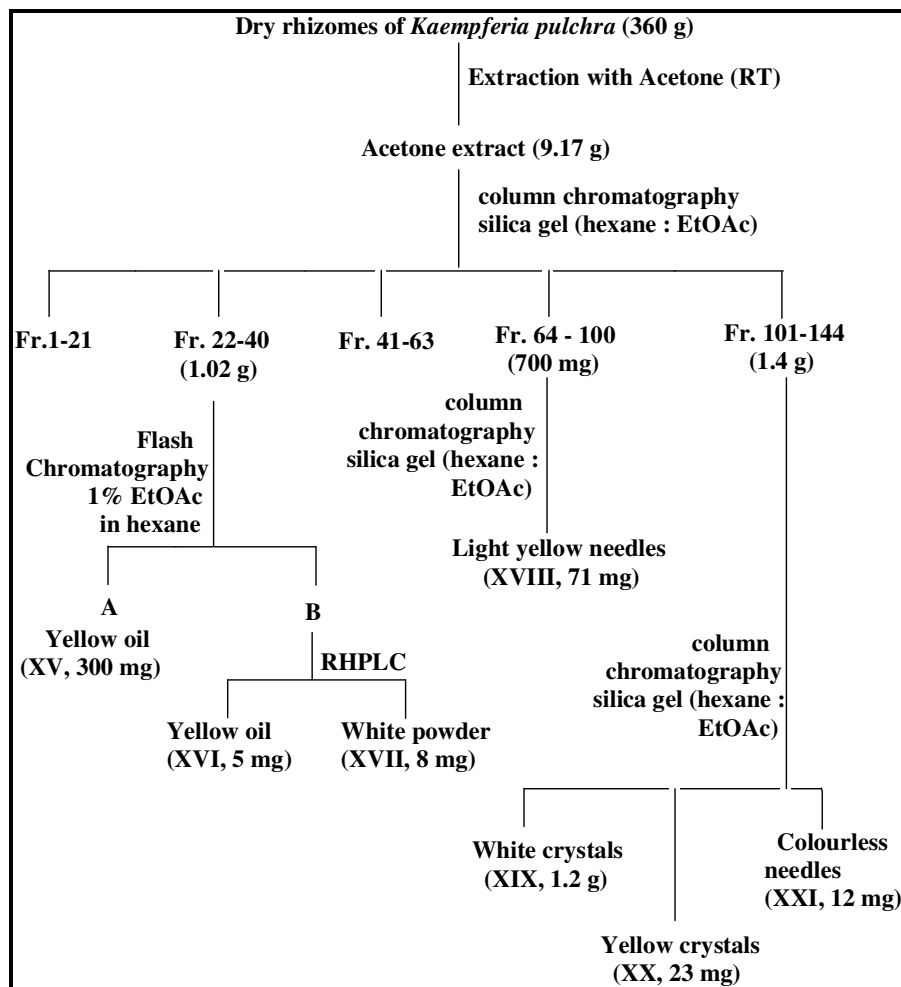 Dry rhizomes of Kaempferia pulchra (360 g)
Extraction with Acetone (RT)
Acetone extract (9.17 g)
column chromatography
silica gel (hexane : EtOAc)
Fr.1-21
Fr. 22-40
(1.02 g)
Fr. 41-63
Fr. 64 - 100
(700 mg)
Fr. 101-144
(1.4 g)
Flash
Chromatography
1% EtOAc
in hexane
column
chromatography
silica gel (hexane :
EtOAc)
Light yellow needles
(XVIII, 71 mg)
A
Yellow oil
(XV, 300 mg)
B
RHPLC
Yellow oil
(XVI, 5 mg)
White powder
(XVII, 8 mg)
column
chromatography
silica gel (hexane :
EtOAc)
White crystals
(XIX, 1.2 g)
Yellow crystals
(XX, 23 mg)
Colourless
needles
(XXI, 12 mg)